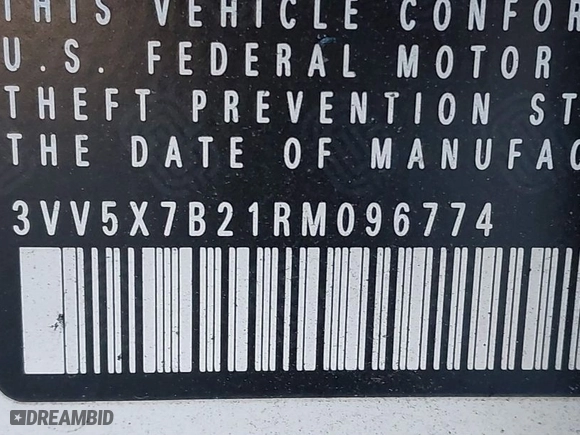 THIS VEHICLE CONFOR
U.S. FEDERAL MOTOR
THEFT PREVENTION ST
THE DATE OF MANUFAC
3VV5X7B21RM096774
DREAMBID